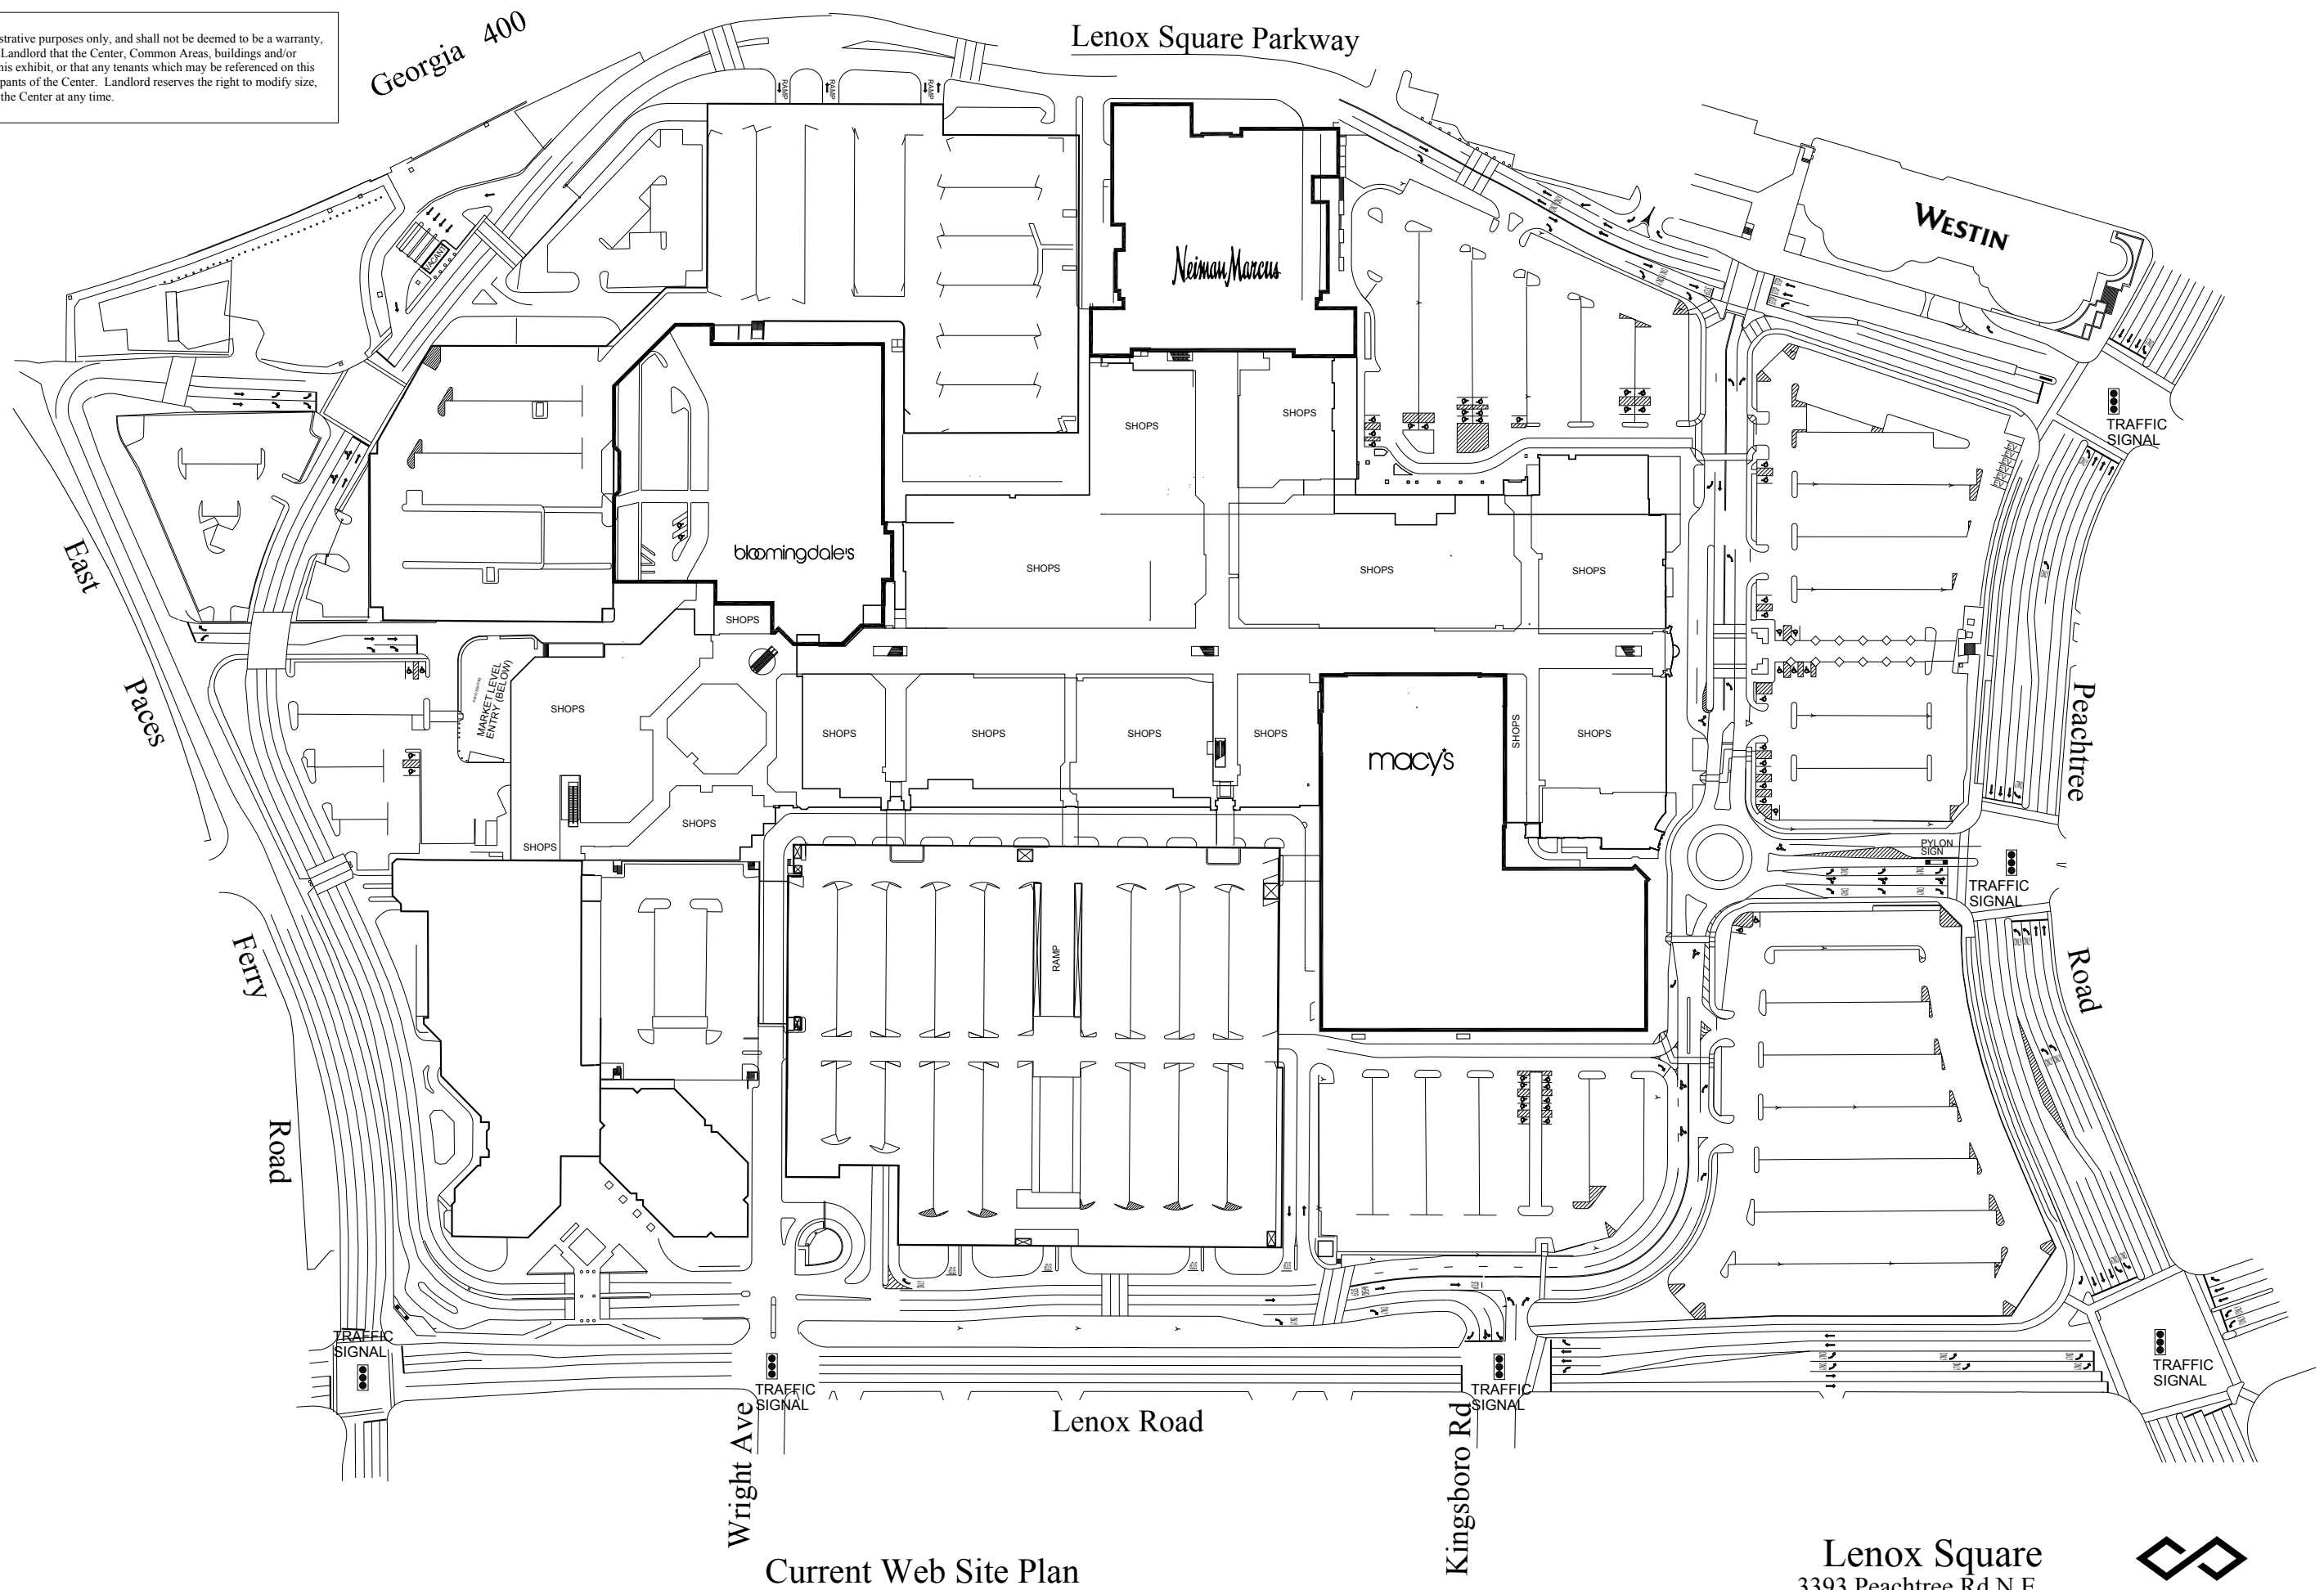 strative purposes only, and shall not be deemed to be a warranty,
Landlord that the Center, Common Areas, buildings and/or
his exhibit, or that any tenants which may be referenced on this
pants of the Center.  Landlord reserves the right to modify size,
the Center at any time.
Georgia 400
Lenox Square Parkway
RAMP
RAMP
RAMP
WESTIN
VACANT
Neiman Marcus
TRAFFIC
SIGNAL
SHOPS
SHOPS
East
Paces
Ferry
Road
bloomingdale's
SHOPS
SHOPS
SHOPS
SHOPS
MARKET LEVEL
ENTRY (BELOW)
SHOPS
SHOPS
SHOPS
SHOPS
SHOPS
SHOPS
SHOPS
macy's
Peachtree
Road
SHOPS
SHOPS
PYLON
SIGN
TRAFFIC
SIGNAL
RAMP
TRAFFIC
SIGNAL
TRAFFIC
SIGNAL
TRAFFIC
SIGNAL
TRAFFIC
SIGNAL
Wright Ave
Lenox Road
Kingsboro Rd
Current Web Site Plan
Lenox Square
3393 Peachtree Rd N.E.